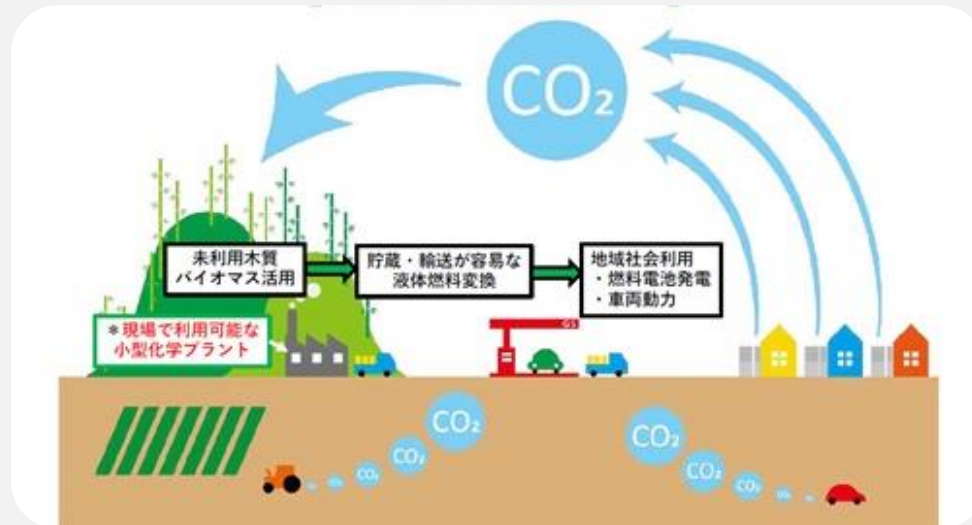 CO₂
未利用木質
バイオマス活用
貯蔵・輸送が容易な
液体燃料変換
地域社会利用
・燃料電池発電
・車両動力
*現場で利用可能な
小型化学プラント
GS
CO₂
CO₂
CO₂
CO₂
CO₂
CO₂